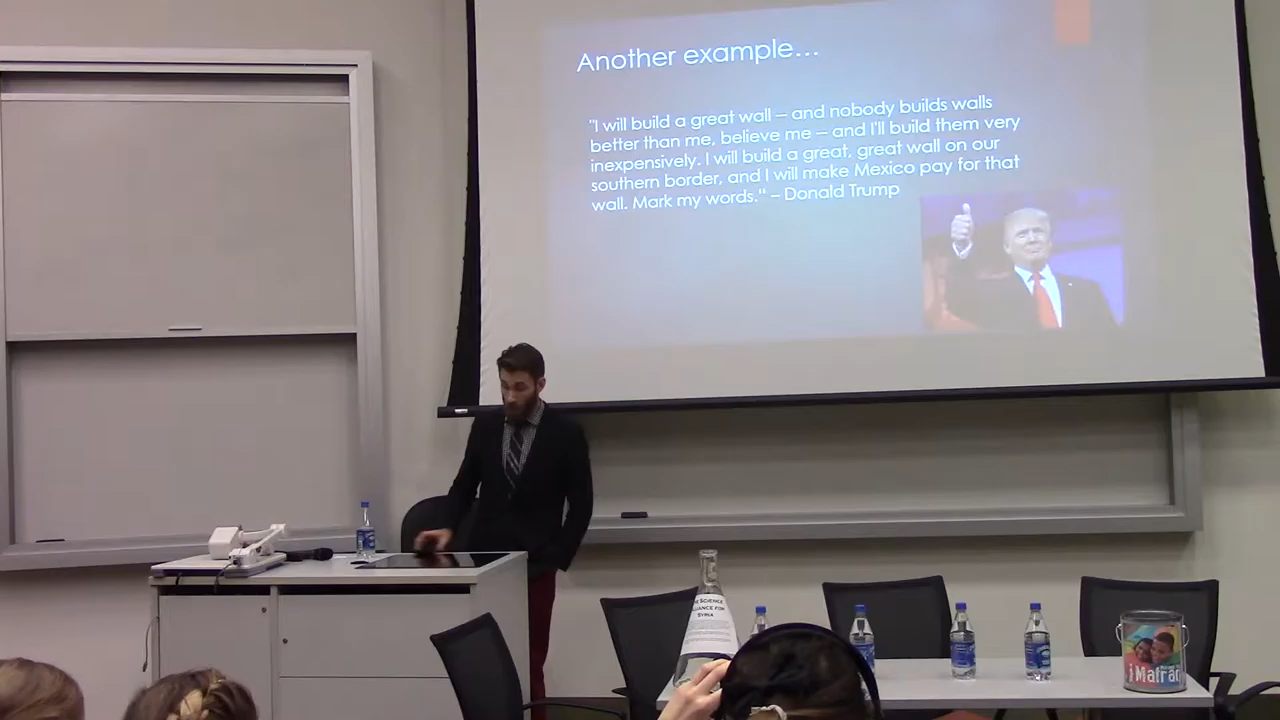 Another example…
"I will build a great wall – and nobody builds walls
better than me, believe me – and I'll build them very
inexpensively. I will build a great, great wall on our
southern border, and I will make Mexico pay for that
wall. Mark my words." – Donald Trump
SCIENCE
FOR
SYRIA